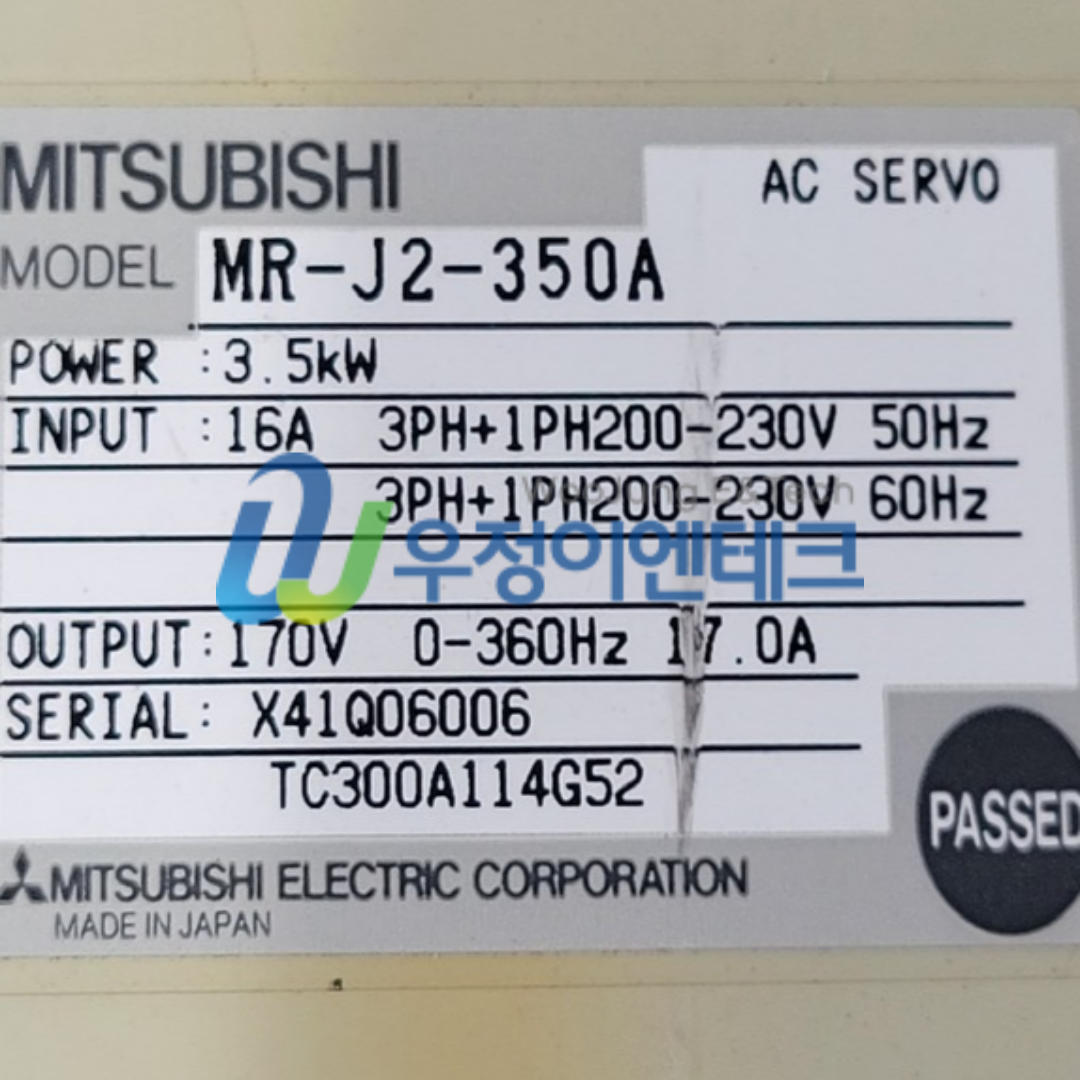 MITSUBISHI
AC SERVO
MODEL MR-J2-350A
POWER :3.5kW
INPUT :16A 3PH+1PH200-230V 50Hz
3PH+1PH200-230V 60Hz
WooJung E&Tech
우정이엔테크
OUTPUT:170V 0-360Hz 17.0A
SERIAL: X41Q06006
TC300A114G52
PASSED
MITSUBISHI ELECTRIC CORPORATION
MADE IN JAPAN